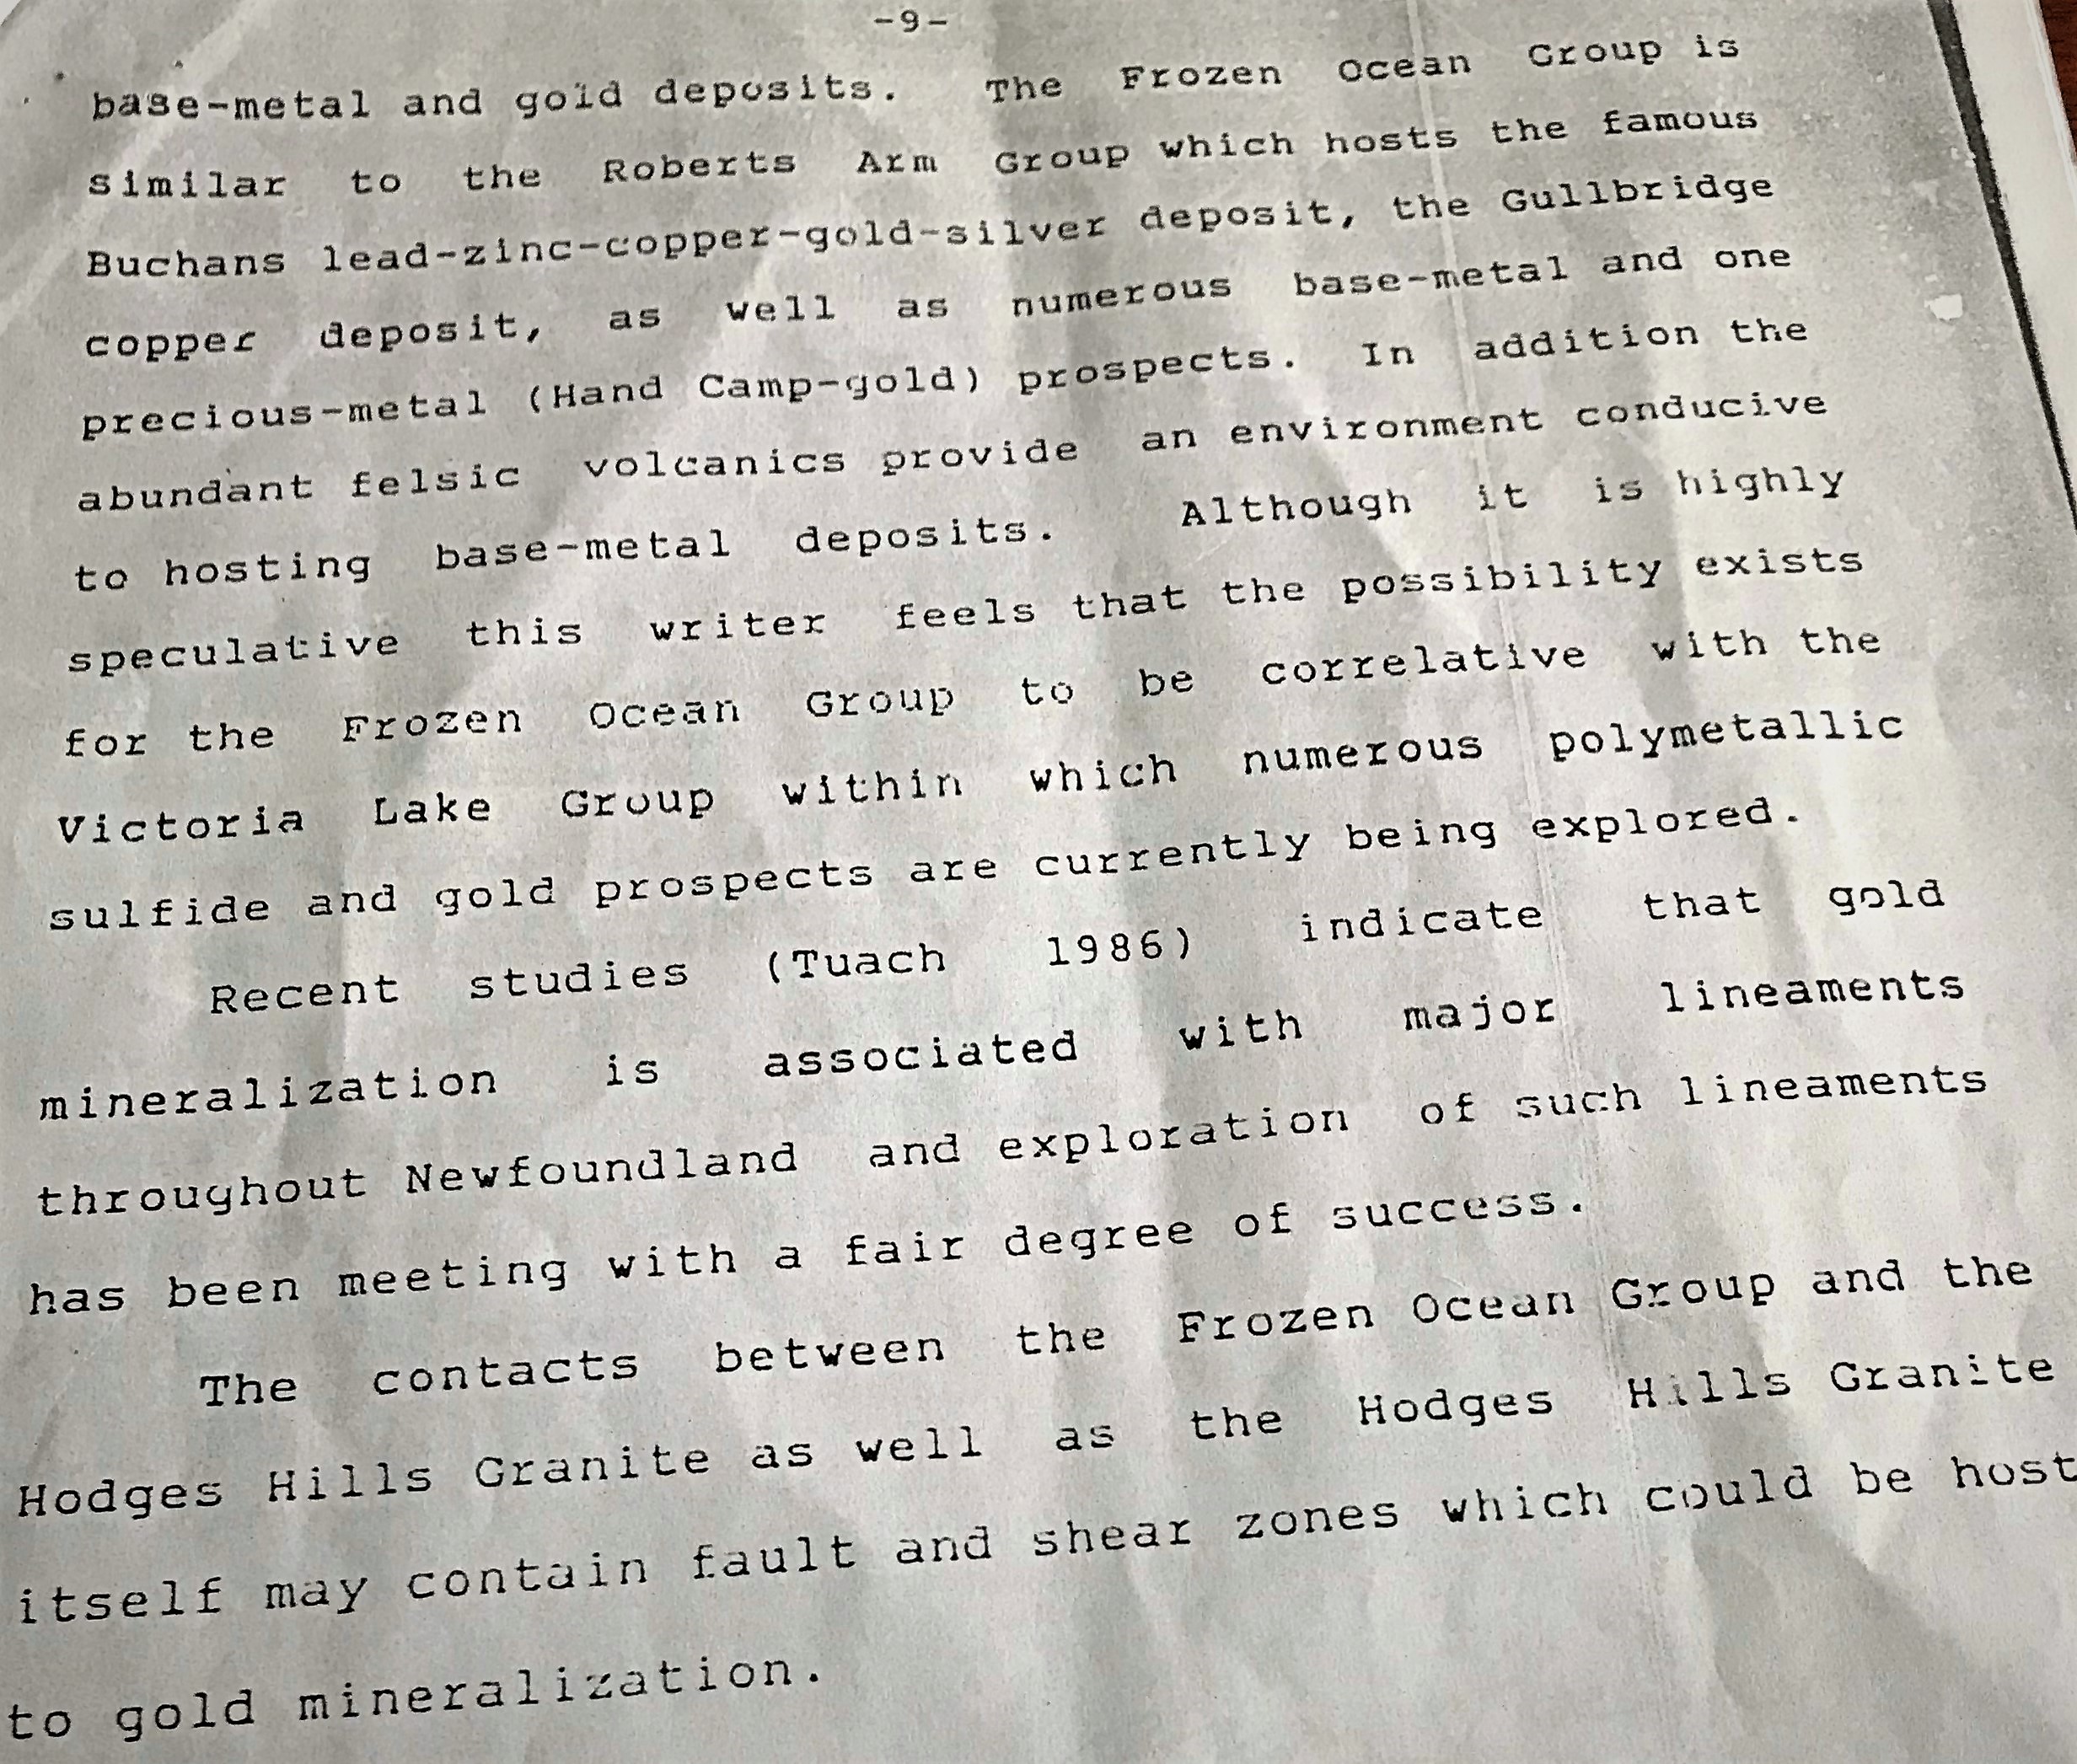 -9-
base-metal and gold deposits. The Frozen Ocean Group is
similar to the Roberts Arm Group which hosts the famous
Buchans lead-zinc-copper-gold-silver deposit, the Gullbridge
copper deposit, as well as numerous base-metal and one
precious-metal (Hand Camp-gold) prospects. In addition the
abundant felsic volcanics provide an environment conducive
to hosting base-metal deposits. Although it is highly
speculative this writer feels that the possibility exists
for the Frozen Ocean Group to be correlative with the
Victoria Lake Group within which numerous polymetallic
sulfide and gold prospects are currently being explored.
Recent studies (Tuach 1986) indicate that gold
mineralization is associated with major lineaments
throughout Newfoundland and exploration of such lineaments
has been meeting with a fair degree of success.
The contacts between the Frozen Ocean Group and the
Hodges Hills Granite as well as the Hodges Hills Granite
itself may contain fault and shear zones which could be host
to gold mineralization.